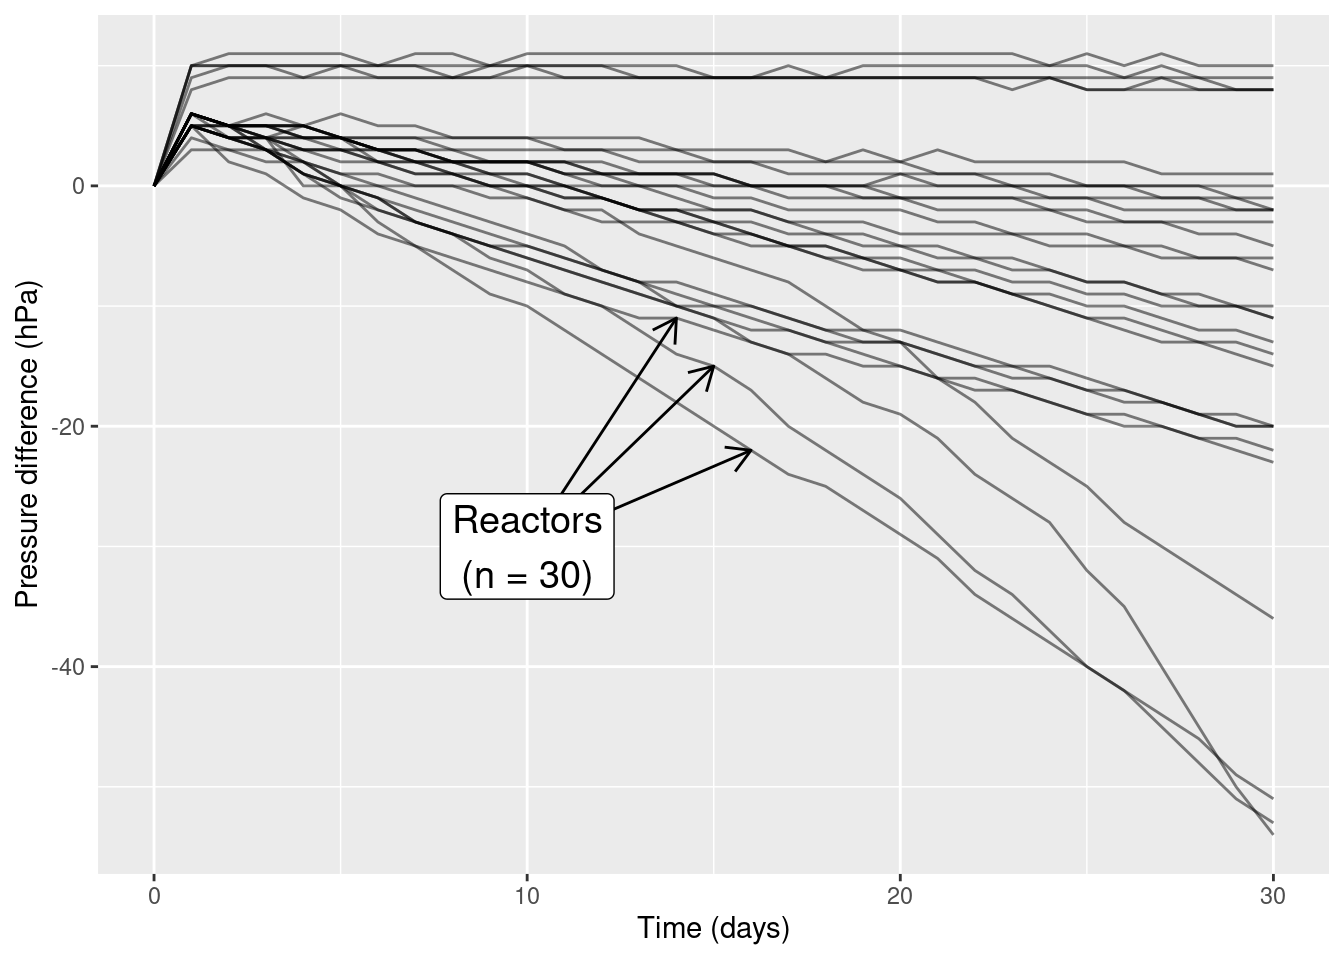 Pressure difference (hPa)
0
-20
-40
Reactors
(n = 30)
0
10
20
30
Time (days)